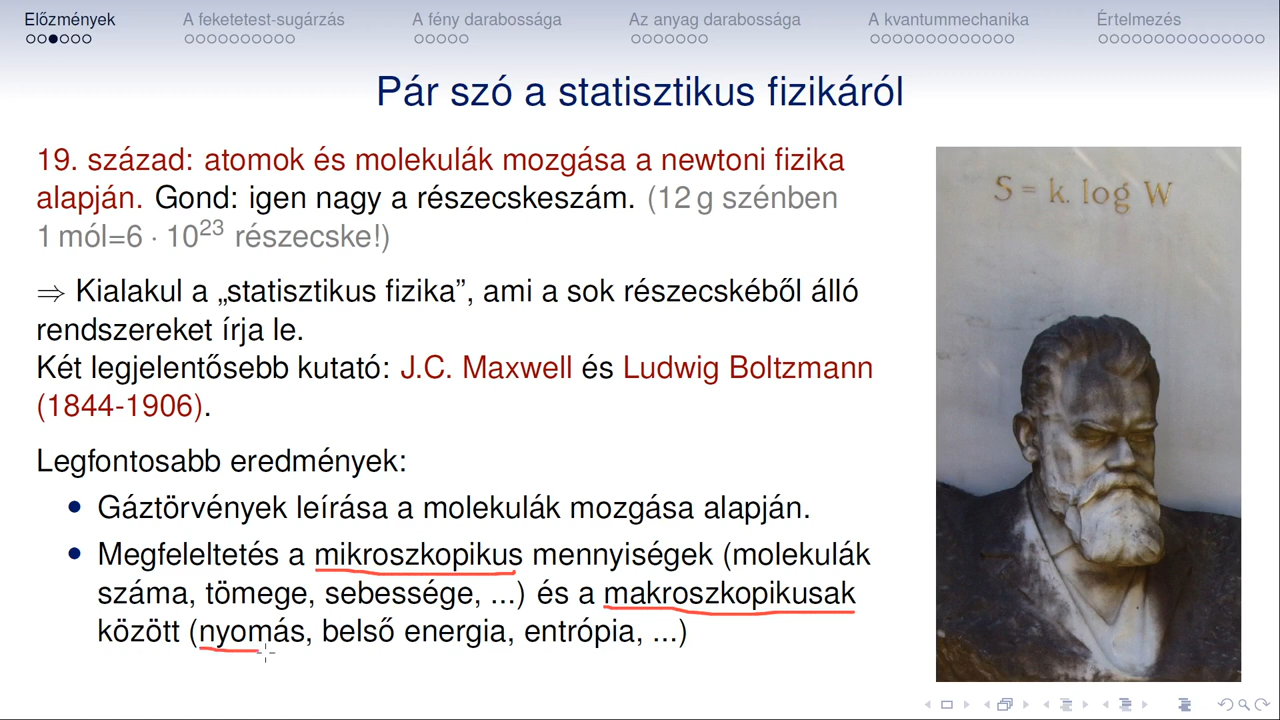 Előzmények
A feketetest-sugárzás
A fény darabossága
Az anyag darabossága
A kvantummechanika
Értelmezés
Pár szó a statisztikus fizikáról
19. század: atomok és molekulák mozgása a newtoni fizika
alapján. Gond: igen nagy a részecskeszám. (12 g szénben
1 mól=6 · 10²³ részecske!)
⇒ Kialakul a „statisztikus fizika”, ami a sok részecskéből álló
rendszereket írja le.
Két legjelentősebb kutató: J.C. Maxwell és Ludwig Boltzmann
(1844-1906).
Legfontosabb eredmények:
• Gáztörvények leírása a molekulák mozgása alapján.
• Megfeleltetés a mikroszkopikus mennyiségek (molekulák
száma, tömege, sebessége, ...) és a makroszkopikusak
között (nyomás, belső energia, entrópia, ...)
S = k. log W